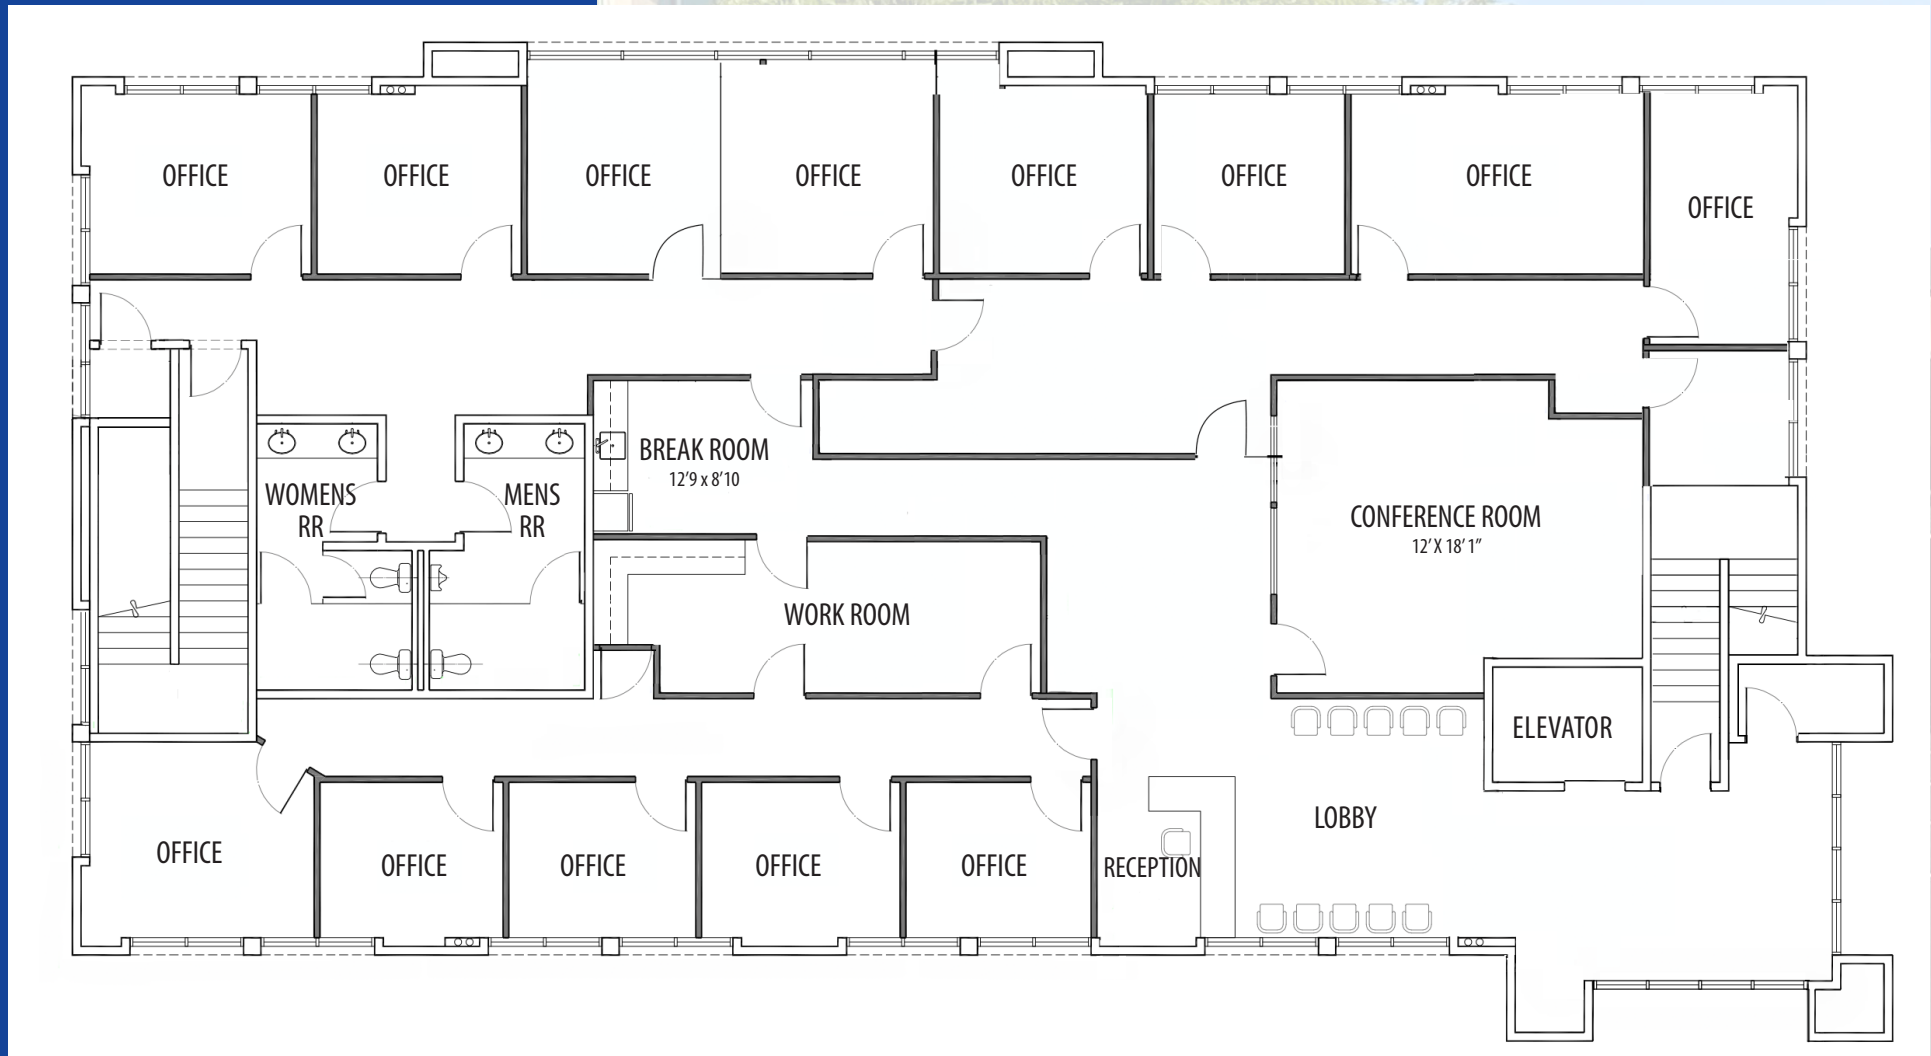 OFFICE
OFFICE
OFFICE
OFFICE
OFFICE
OFFICE
OFFICE
OFFICE
BREAK ROOM
12'9 x 8'10
WOMENS
RR
MENS
RR
CONFERENCE ROOM
12' X 18' 1"
WORK ROOM
ELEVATOR
LOBBY
OFFICE
OFFICE
OFFICE
OFFICE
OFFICE
RECEPTION